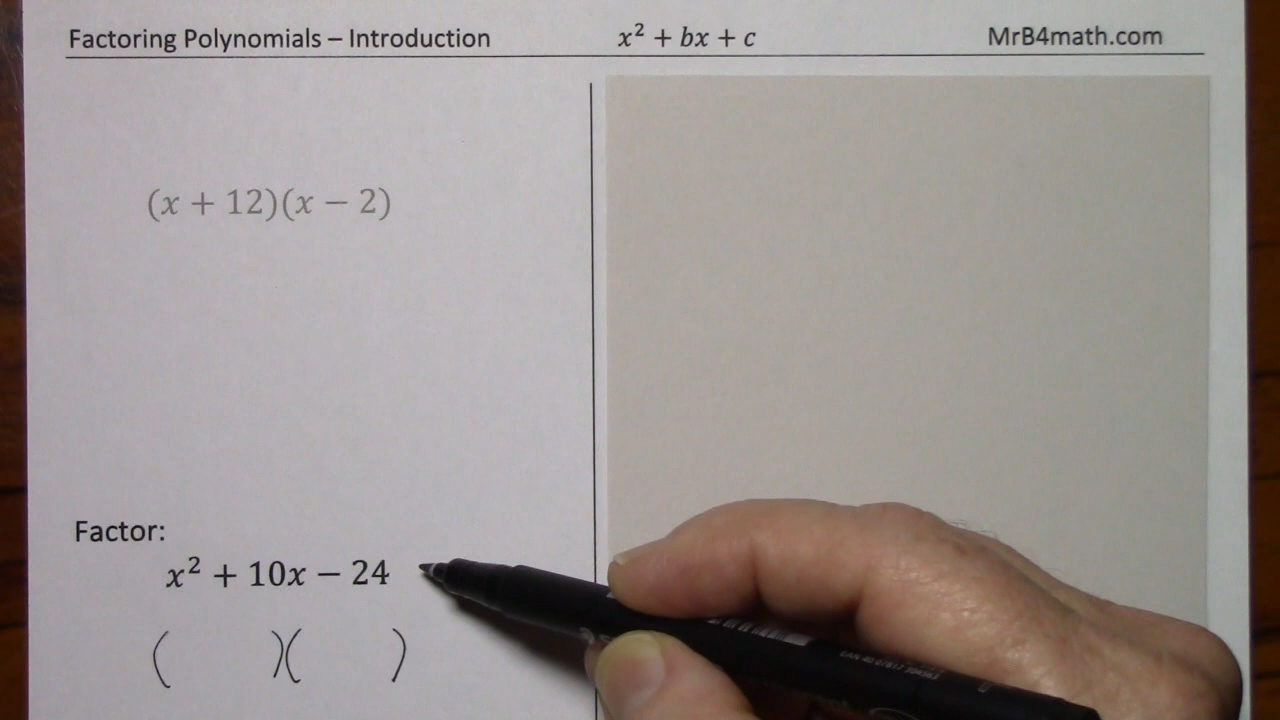 Factoring Polynomials – Introduction x² + bx + c MrB4math.com
(x + 12)(x − 2)
Factor:
x² + 10x − 24
( )( )